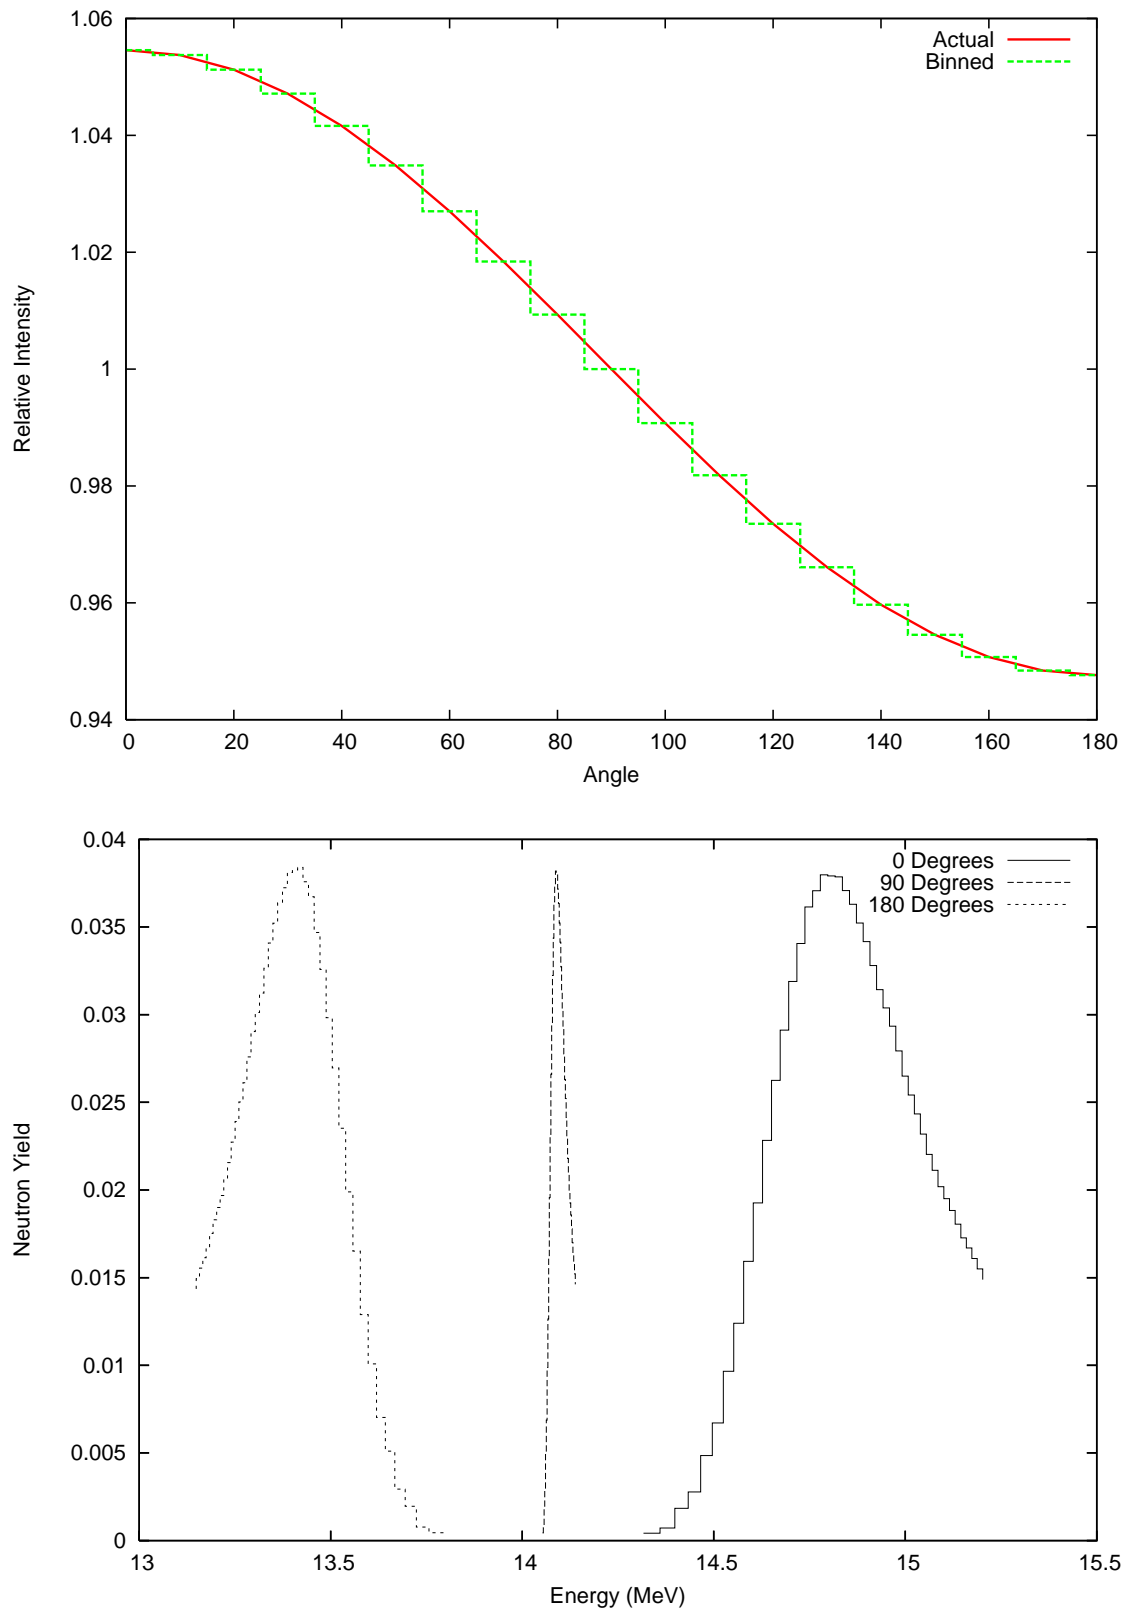 1.06
1.04
1.02
1
0.98
0.96
0.94
Relative Intensity
Actual
Binned
0 20 40 60 80 100 120 140 160 180
Angle
0.04
0.035
0.03
0.025
0.02
0.015
0.01
0.005
0
Neutron Yield
0 Degrees
90 Degrees
180 Degrees
13 13.5 14 14.5 15 15.5
Energy (MeV)